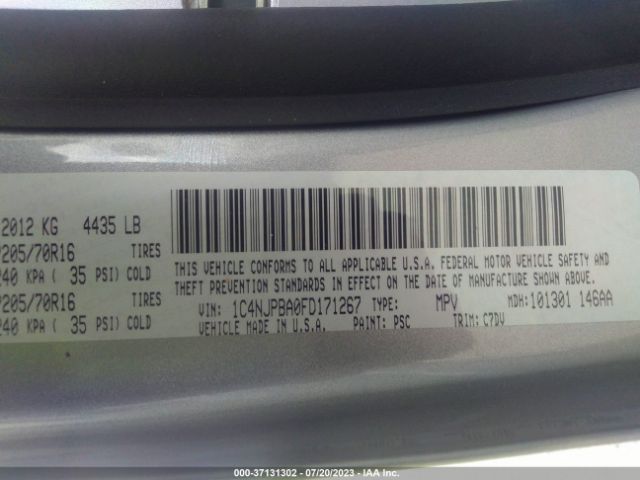 2012 KG 4435 LB
P205/70R16 TIRES
240 KPA ( 35 PSI) COLD
P205/70R16 TIRES
240 KPA ( 35 PSI) COLD
THIS VEHICLE CONFORMS TO ALL APPLICABLE U.S.A. FEDERAL MOTOR VEHICLE SAFETY AND
THEFT PREVENTION STANDARDS IN EFFECT ON THE DATE OF MANUFACTURE SHOWN ABOVE.
VIN: 1C4NJPBA0FD171267 TYPE: MPV MDH:101301 146AA
VEHICLE MADE IN U.S.A. PAINT: PSC TRIM: C7DV
000-37131302 / 07/20/2023 - © IAA Inc.